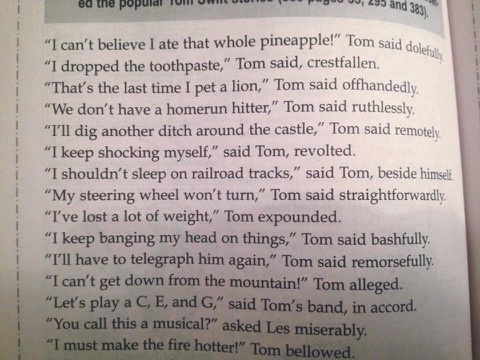 ed the popular Tom Swift stories (see pages 55, 295 and 383).
“I can’t believe I ate that whole pineapple!” Tom said dolefully.
“I dropped the toothpaste,” Tom said, crestfallen.
“That’s the last time I pet a lion,” Tom said offhandedly.
“We don’t have a homerun hitter,” Tom said ruthlessly.
“I’ll dig another ditch around the castle,” Tom said remotely.
“I keep shocking myself,” said Tom, revolted.
“I shouldn’t sleep on railroad tracks,” said Tom, beside himself.
“My steering wheel won’t turn,” Tom said straightforwardly.
“I’ve lost a lot of weight,” Tom expounded.
“I keep banging my head on things,” Tom said bashfully.
“I’ll have to telegraph him again,” Tom said remorsefully.
“I can’t get down from the mountain!” Tom alleged.
“Let’s play a C, E, and G,” said Tom’s band, in accord.
“You call this a musical?” asked Les miserably.
“I must make the fire hotter!” Tom bellowed.